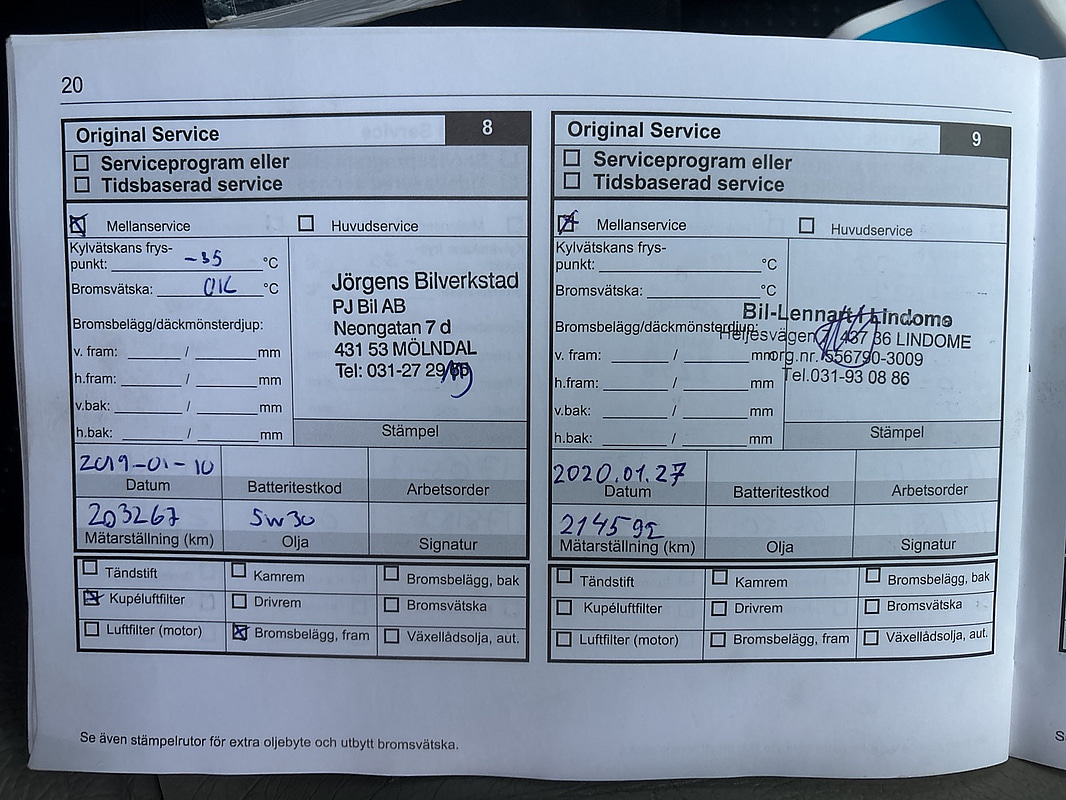 20
Original Service 8
Serviceprogram eller
Tidsbaserad service
Mellanservice Huvudservice
Kylvätskans frys-
punkt: -35 °C
Bromsvätska: OK °C
Bromsbelägg/däckmönsterdjup:
v. fram: / mm
h.fram: / mm
v.bak: / mm
h.bak: / mm
Jörgens Bilverkstad
PJ Bil AB
Neongatan 7 d
431 53 MÖLNDAL
Tel: 031-27 29
Stämpel
2019-01-10
Datum Batteritestkod Arbetsorder
203267 5w30
Mätarställning (km) Olja Signatur
Tändstift Kamrem Bromsbelägg, bak
Kupéluftfilter Drivrem Bromsvätska
Luftfilter (motor) Bromsbelägg, fram Växellådsolja, aut.
Original Service 9
Serviceprogram eller
Tidsbaserad service
Mellanservice Huvudservice
Kylvätskans frys-
punkt: °C
Bromsvätska: °C
Bromsbelägg/däckmönsterdjup:
v. fram: / mm
h.fram: / mm
v.bak: / mm
h.bak: / mm
Bil-Lennart i Lindome
437 36 LINDOME
org.nr. 556790-3009
Tel.031-93 08 86
Stämpel
2020.01.27
Datum Batteritestkod Arbetsorder
214592
Mätarställning (km) Olja Signatur
Tändstift Kamrem Bromsbelägg, bak
Kupéluftfilter Drivrem Bromsvätska
Luftfilter (motor) Bromsbelägg, fram Växellådsolja, aut.
Se även stämpelrutor för extra oljebyte och utbytt bromsvätska.